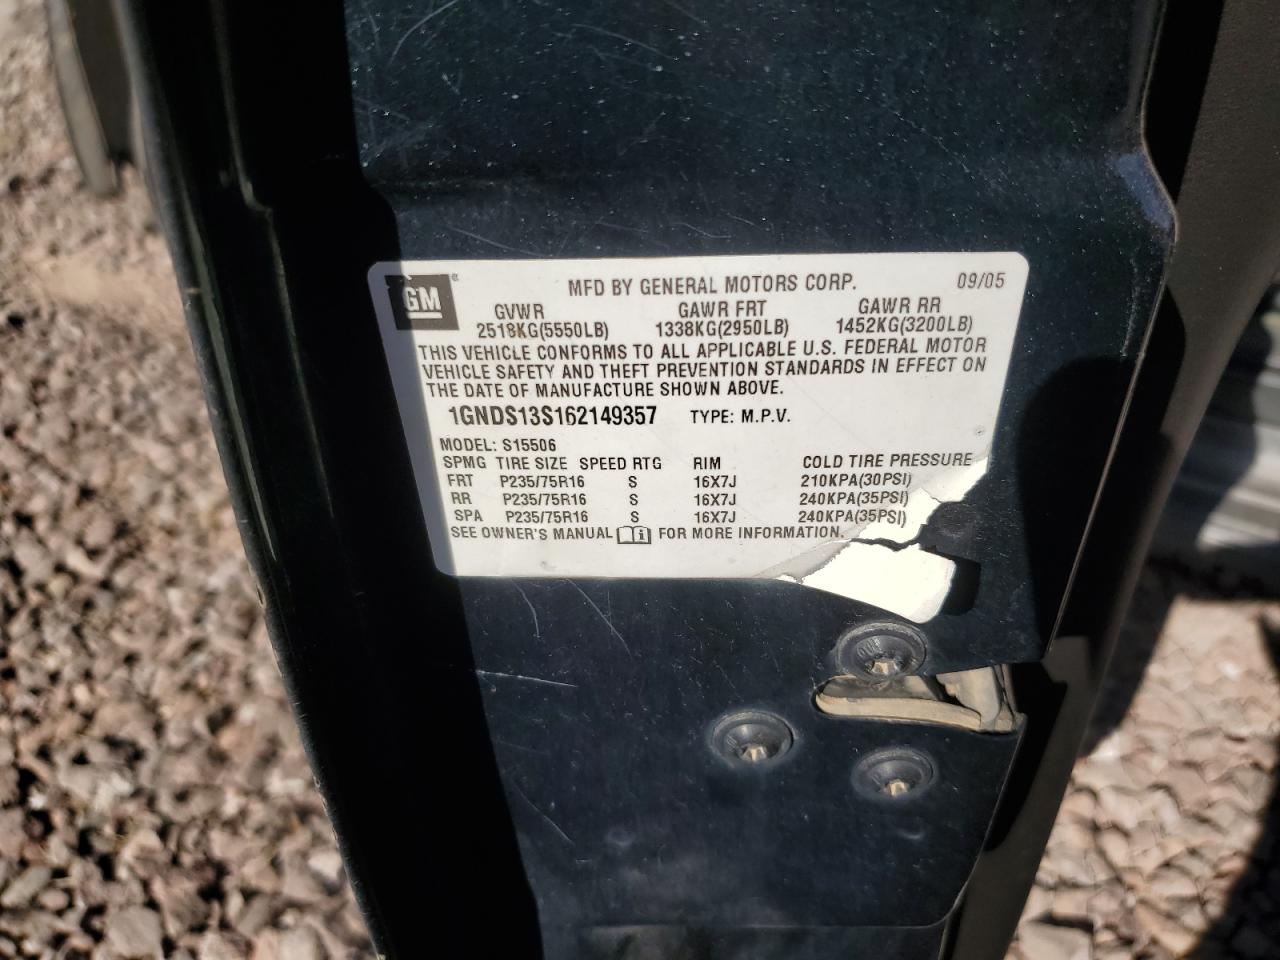 GM ® MFD BY GENERAL MOTORS CORP. 09/05
GVWR GAWR FRT GAWR RR
2518KG(5550LB) 1338KG(2950LB) 1452KG(3200LB)
THIS VEHICLE CONFORMS TO ALL APPLICABLE U.S. FEDERAL MOTOR
VEHICLE SAFETY AND THEFT PREVENTION STANDARDS IN EFFECT ON
THE DATE OF MANUFACTURE SHOWN ABOVE.
1GNDS13S162149357 TYPE: M.P.V.
MODEL: S15506
SPMG TIRE SIZE SPEED RTG RIM COLD TIRE PRESSURE
FRT P235/75R16 S 16X7J 210KPA(30PSI)
RR P235/75R16 S 16X7J 240KPA(35PSI)
SPA P235/75R16 S 16X7J 240KPA(35PSI)
SEE OWNER'S MANUAL FOR MORE INFORMATION.